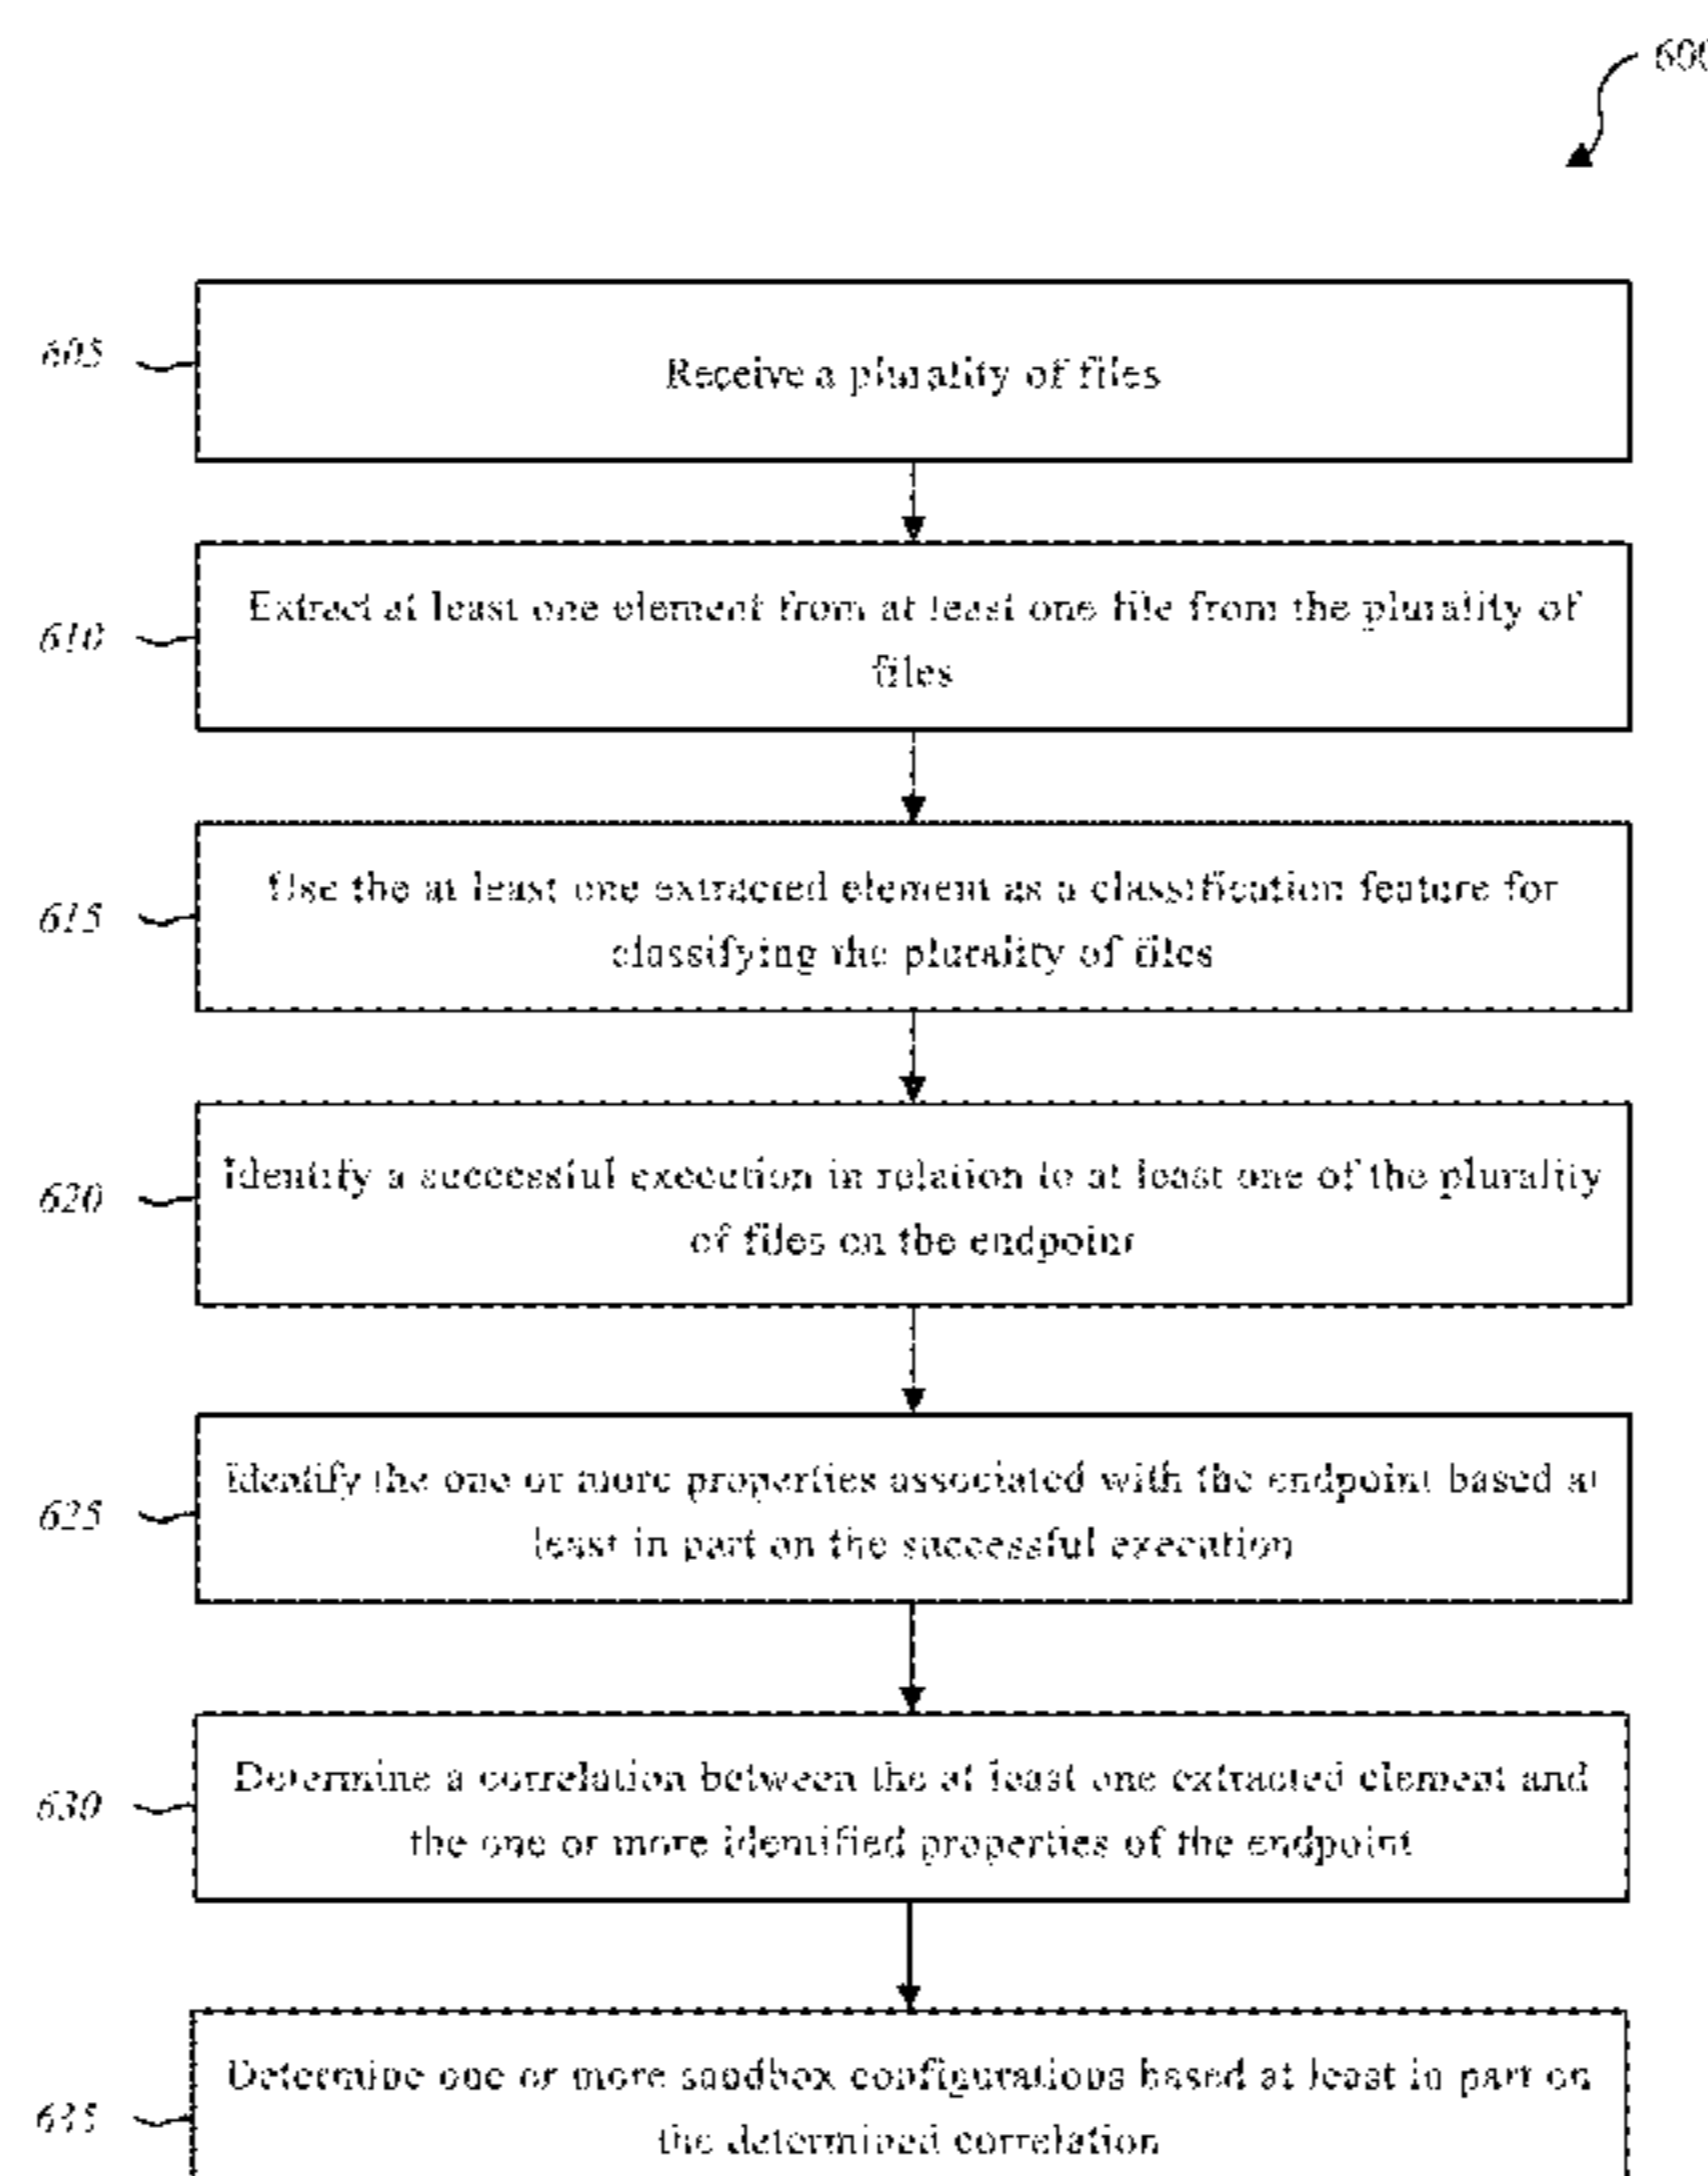 600
605
Receive a plurality of files
610
Extract at least one element from at least one file from the plurality of
files
615
Use the at least one extracted element as a classification feature for
classifying the plurality of files
620
Identify a successful execution in relation to at least one of the plurality
of files on the endpoint
625
Identify the one or more properties associated with the endpoint based at
least in part on the successful execution
630
Determine a correlation between the at least one extracted element and
the one or more identified properties of the endpoint
635
Determine one or more sandbox configurations based at least in part on
the determined correlation